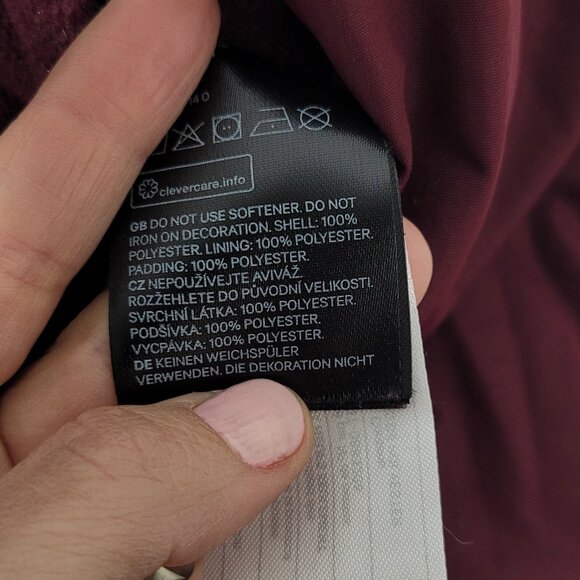 clevercare.info
GB DO NOT USE SOFTENER. DO NOT
IRON ON DECORATION. SHELL: 100%
POLYESTER. LINING: 100% POLYESTER.
PADDING: 100% POLYESTER.
CZ NEPOUŽÍVEJTE AVIVÁŽ.
ROZŽEHLETE DO PŮVODNÍ VELIKOSTI.
SVRCHNÍ LÁTKA: 100% POLYESTER.
PODŠÍVKA: 100% POLYESTER.
VYCPÁVKA: 100% POLYESTER.
DE KEINEN WEICHSPÜLER
VERWENDEN. DIE DEKORATION NICHT